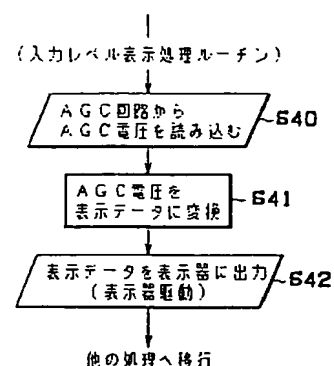 (入力レベル表示処理ルーチン)
AGC回路から
AGC電圧を読み込む
S40
AGC電圧を
表示データに変換
S41
表示データを表示器に出力
(表示器駆動)
S42
他の処理へ移行